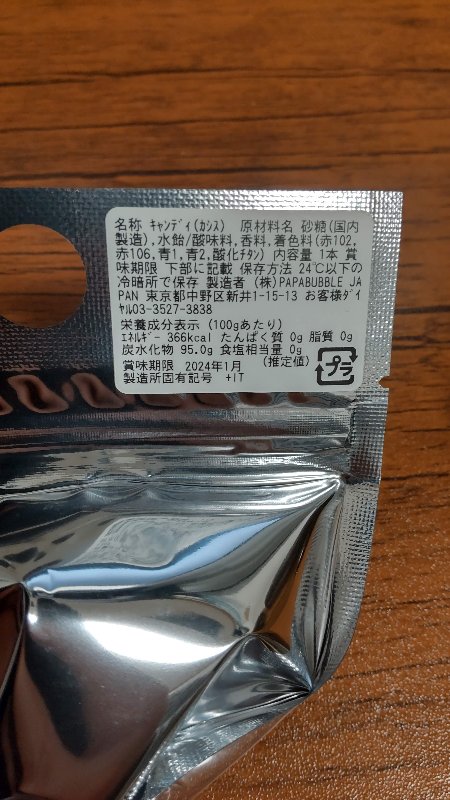 名称 ｷｬﾝﾃﾞｨ(ｶｼｽ) 原材料名 砂糖(国内
製造),水飴/酸味料,香料,着色料(赤102,
赤106,青1,青2,酸化ﾁﾀﾝ) 内容量 1本 賞
味期限 下部に記載 保存方法 24℃以下の
冷暗所で保存 製造者 (株)PAPABUBBLE JA
PAN 東京都中野区新井1-15-13 お客様ﾀﾞｲ
ﾔﾙ03-3527-3838
栄養成分表示 (100gあたり)
ｴﾈﾙｷﾞｰ 366kcal たんぱく質 0g 脂質 0g
炭水化物 95.0g 食塩相当量 0g
(推定値)
賞味期限 2024年1月
製造所固有記号 +IT
プラ